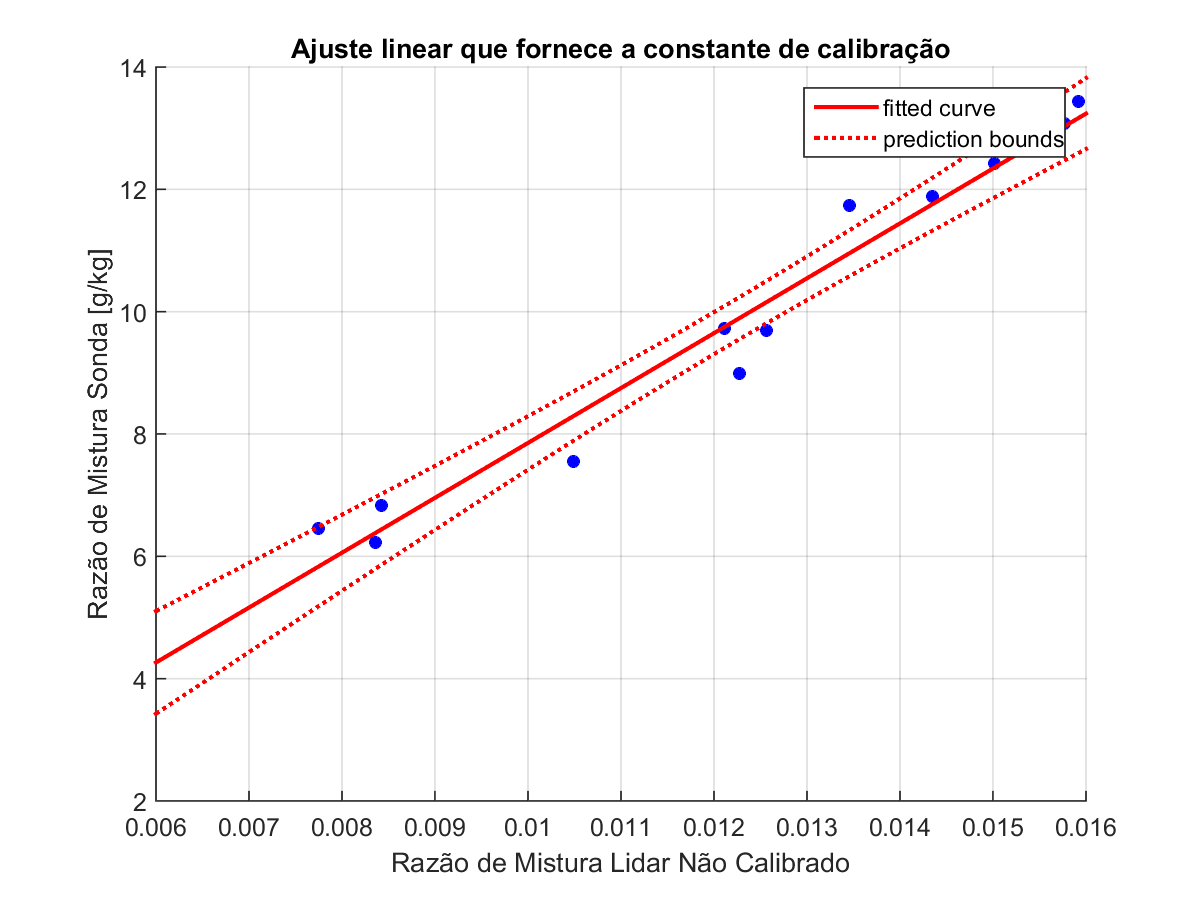 Ajuste linear que fornece a constante de calibração
14
12
10
8
6
4
2
Razão de Mistura Sonda [g/kg]
fitted curve
prediction bounds
0.006 0.007 0.008 0.009 0.01 0.011 0.012 0.013 0.014 0.015 0.016
Razão de Mistura Lidar Não Calibrado